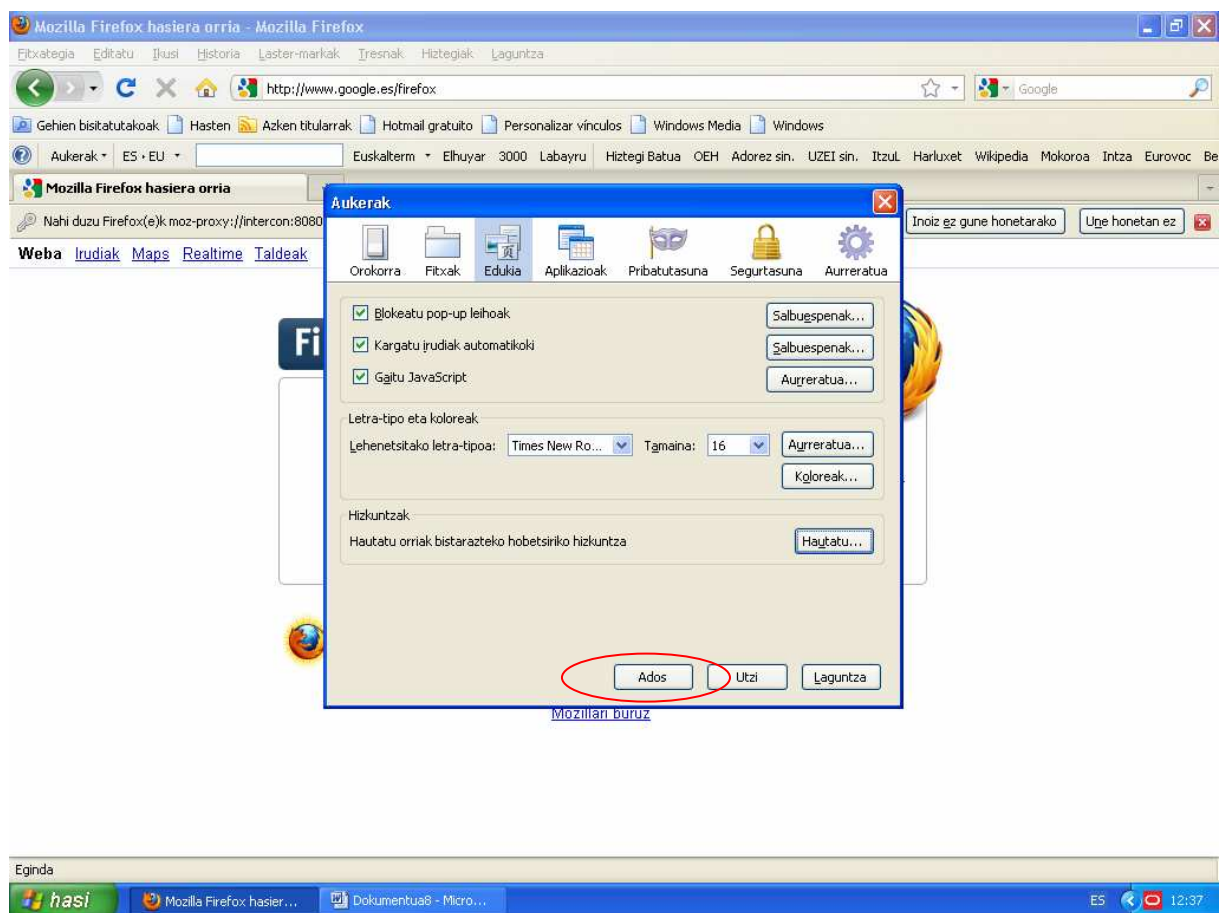 Mozilla Firefox hasiera orria - Mozilla Firefox
Fitxategia Editatu Ikusi Historia Laster-markak Tresnak Hiztegiak Laguntza
http://www.google.es/firefox Google
Gehien bisitatutakoak Hasten Azken titularrak Hotmail gratuito Personalizar vínculos Windows Media Windows
Aukerak ES › EU Euskalterm Elhuyar 3000 Labayru Hiztegi Batua OEH Adorez sin. UZEI sin. ItzuL Harluxet Wikipedia Mokoroa Intza Eurovoc Be
Mozilla Firefox hasiera orria
Nahi duzu Firefox(e)k moz-proxy://intercon:8080 Inoiz ez gune honetarako Une honetan ez
Weba Irudiak Maps Realtime Taldeak
Fi
Aukerak
Orokorra Fitxak Edukia Aplikazioak Pribatutasuna Segurtasuna Aurreratua
Blokeatu pop-up leihoak Salbuespenak...
Kargatu irudiak automatikoki Salbuespenak...
Gaitu JavaScript Aurreratua...
Letra-tipo eta koloreak
Lehenetsitako letra-tipoa: Times New Ro... Tamaina: 16 Aurreratua...
Koloreak...
Hizkuntzak
Hautatu orriak bistarazteko hobetsiriko hizkuntza Hautatu...
Ados Utzi Laguntza
Mozillari buruz
Eginda
hasi Mozilla Firefox hasier... Dokumentua8 - Micro... ES 12:37